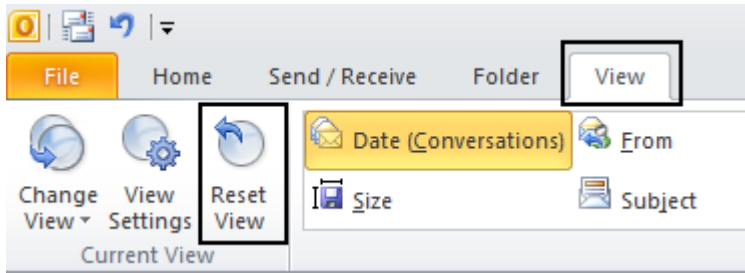 File Home Send / Receive Folder View
Date (Conversations) From
Change View Reset Size Subject
View Settings View
Current View